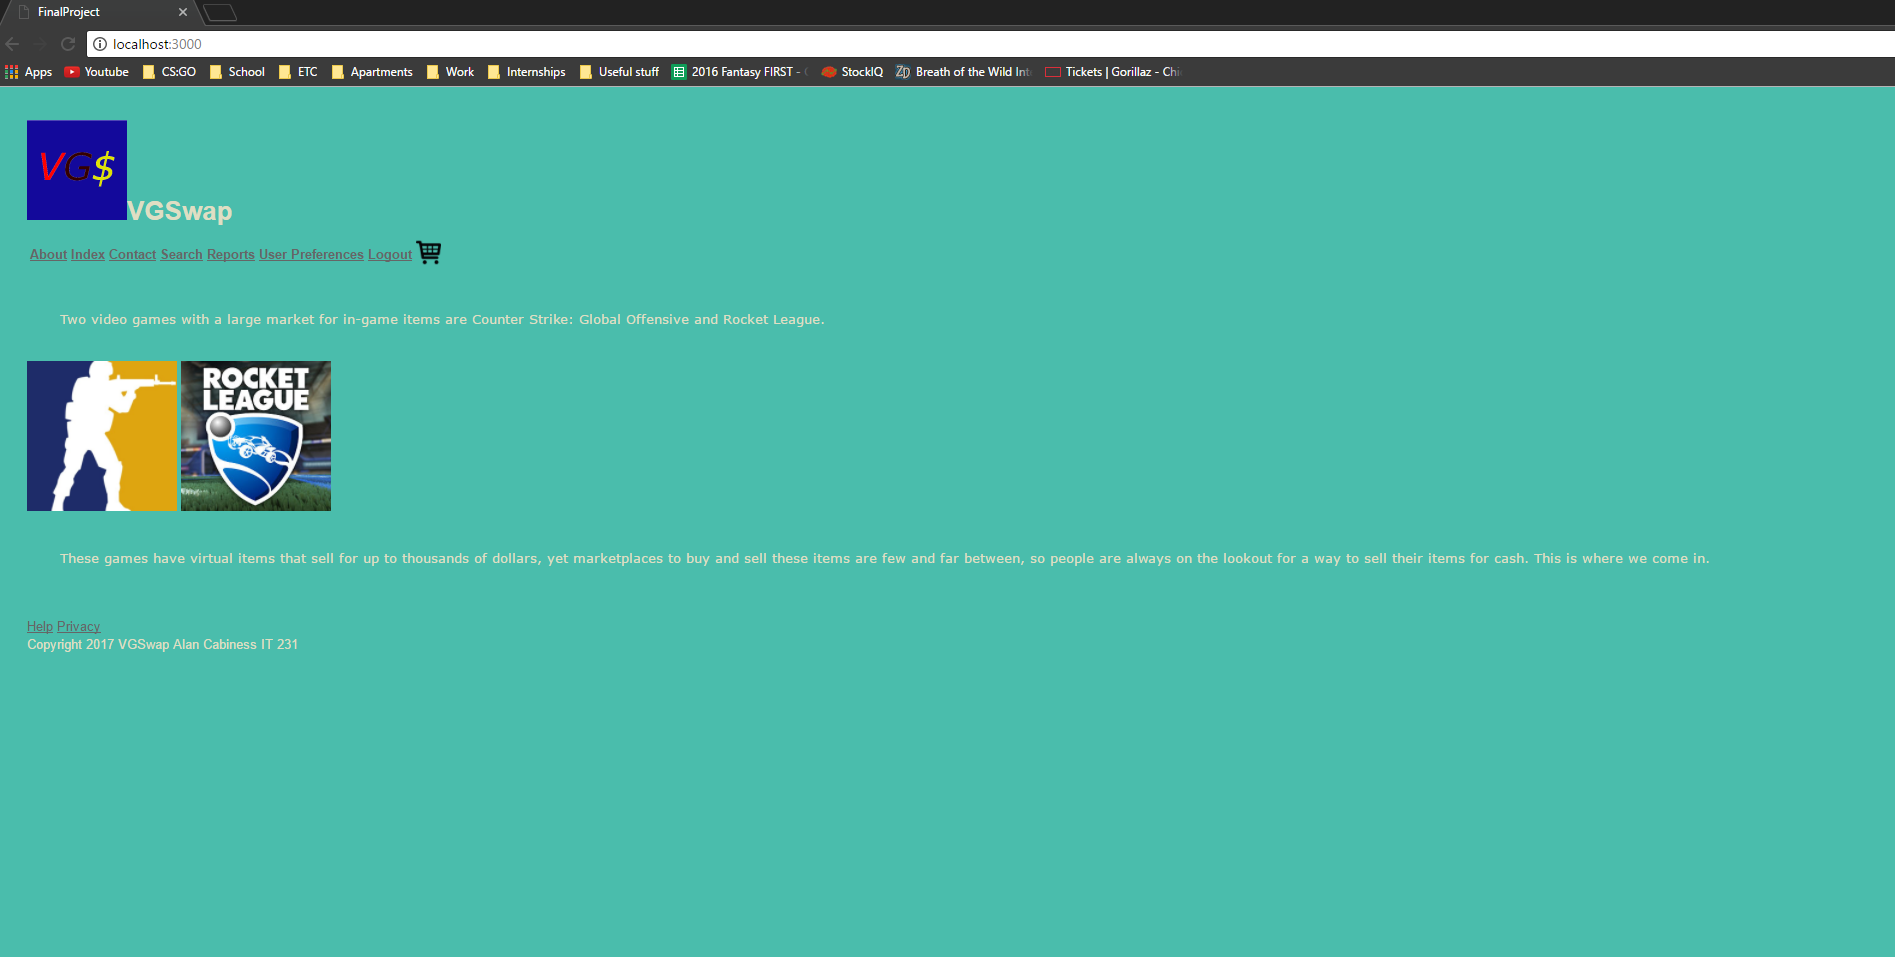 FinalProject
localhost:3000
Apps Youtube CS:GO School ETC Apartments Work Internships Useful stuff 2016 Fantasy FIRST - StockIQ Breath of the Wild Tickets | Gorillaz -
VG$
VGSwap
About Index Contact Search Reports User Preferences Logout
Two video games with a large market for in-game items are Counter Strike: Global Offensive and Rocket League.
ROCKET
LEAGUE
These games have virtual items that sell for up to thousands of dollars, yet marketplaces to buy and sell these items are few and far between, so people are always on the lookout for a way to sell their items for cash. This is where we come in.
Help Privacy
Copyright 2017 VGSwap Alan Cabiness IT 231